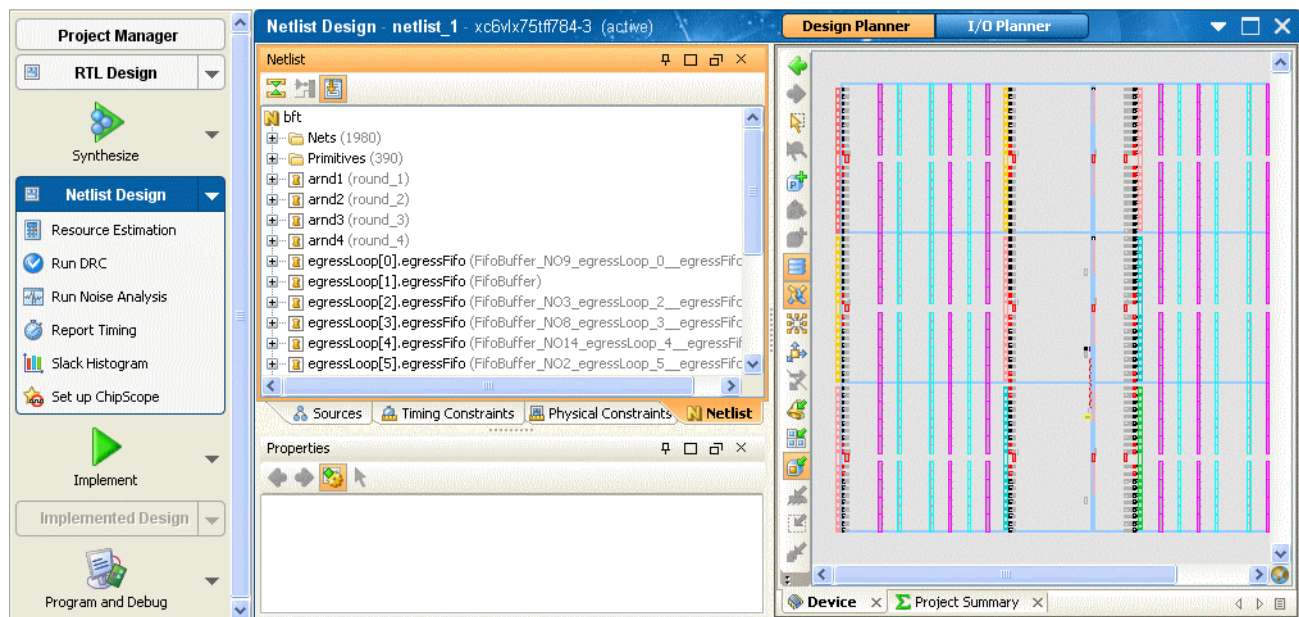 Project Manager
RTL Design
Synthesize
Netlist Design
Resource Estimation
Run DRC
Run Noise Analysis
Report Timing
Slack Histogram
Set up ChipScope
Implement
Implemented Design
Program and Debug
Netlist Design - netlist_1 - xc6vlx75tff784-3 (active)
Design Planner
I/O Planner
Netlist
bft
Nets (1980)
Primitives (390)
arnd1 (round_1)
arnd2 (round_2)
arnd3 (round_3)
arnd4 (round_4)
egressLoop[0].egressFifo (FifoBuffer_NO9_egressLoop_0__egressFifc
egressLoop[1].egressFifo (FifoBuffer)
egressLoop[2].egressFifo (FifoBuffer_NO3_egressLoop_2__egressFifc
egressLoop[3].egressFifo (FifoBuffer_NO8_egressLoop_3__egressFifc
egressLoop[4].egressFifo (FifoBuffer_NO14_egressLoop_4__egressFif
egressLoop[5].egressFifo (FifoBuffer_NO2_egressLoop_5__egressFifc
Sources
Timing Constraints
Physical Constraints
Netlist
Properties
Device
Project Summary